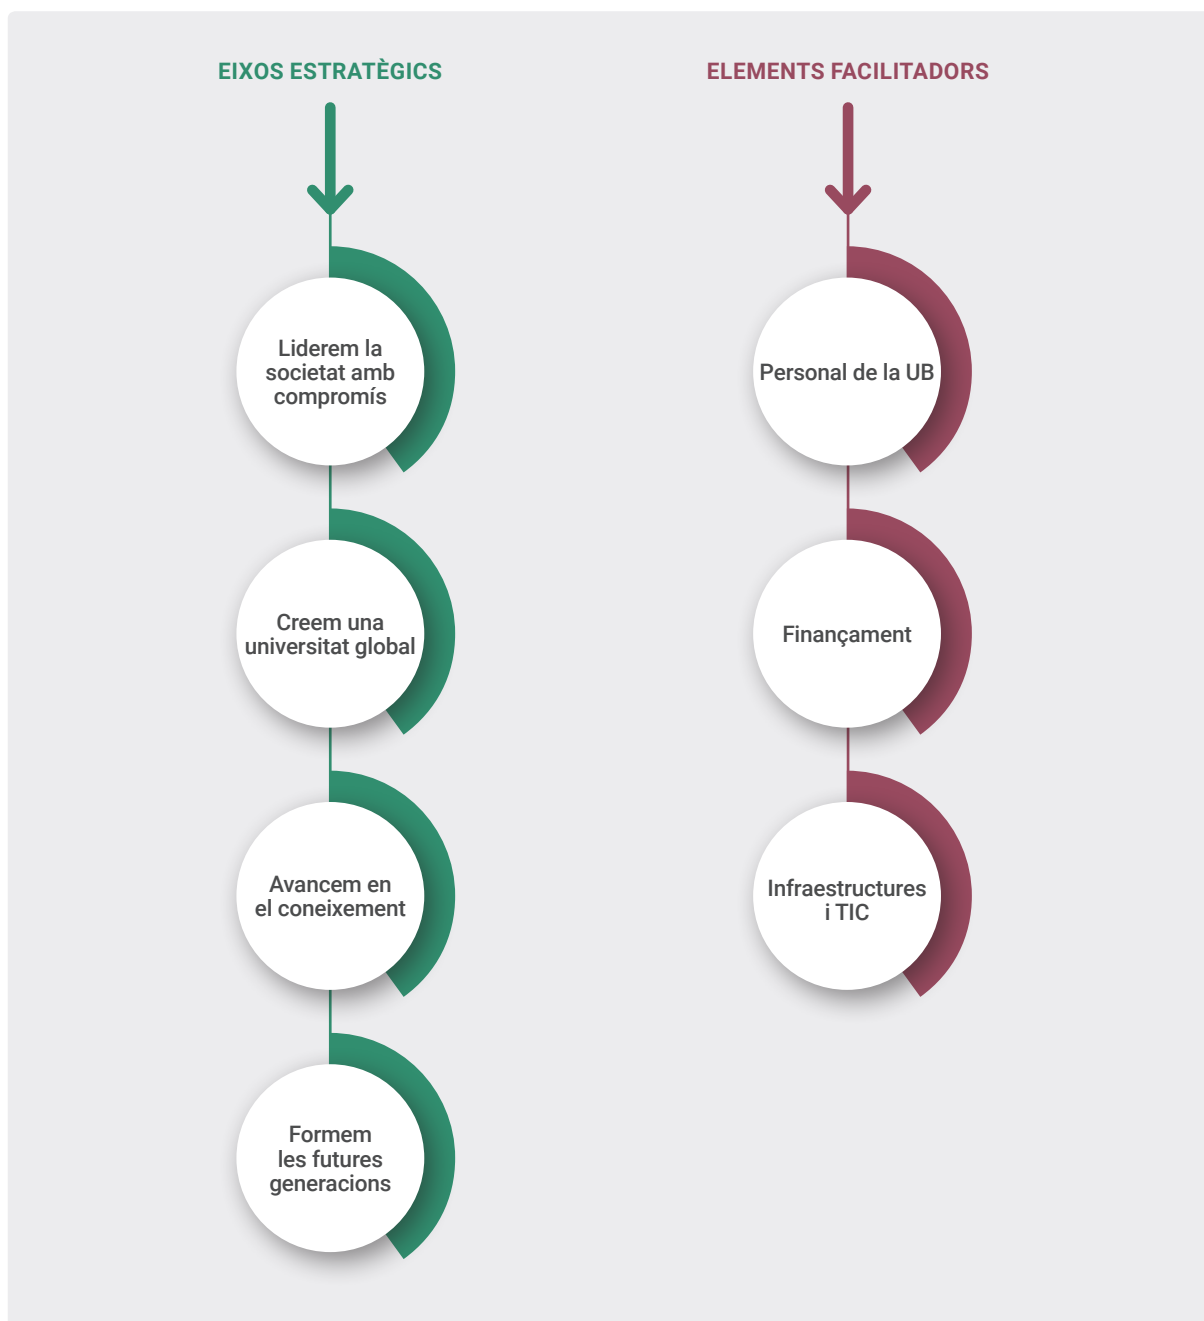 EIXOS ESTRATÈGICS
Liderem la
societat amb
compromís
Creem una
universitat global
Avancem en
el coneixement
Formem
les futures
generacions
ELEMENTS FACILITADORS
Personal de la UB
Finançament
Infraestructures
i TIC